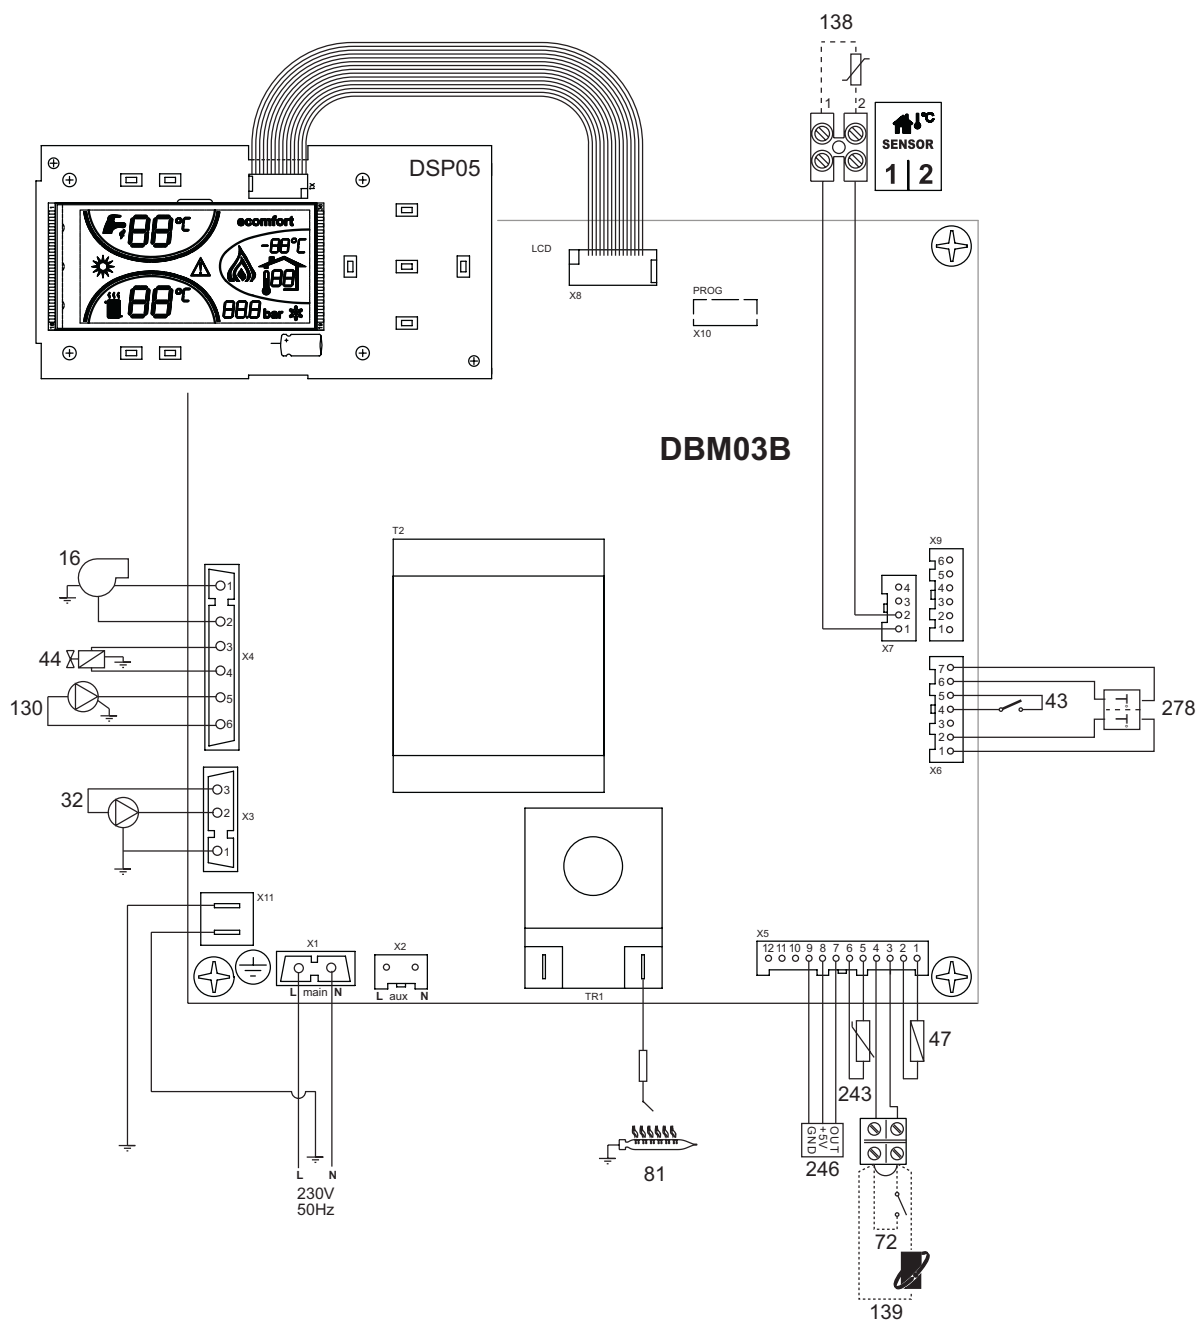 138
1 2
SENSOR
1 2
°C
DSP05
88°C
ecomfort
-88°C
88
88°C
88.8 bar
LCD
X8
PROG
X10
DBM03B
T2
16
44
130
32
1
2
3
4
5
6
X4
3
2
1
X3
X11
X9
6
5
4
3
2
1
4
3
2
1
X7
7
6
5
4
3
2
1
X6
43
278
X1
L main N
X2
L aux N
TR1
X5
12 11 10 9 8 7 6 5 4 3 2 1
47
243
GND
+5V
OUT
246
81
L N
230V
50Hz
72
139